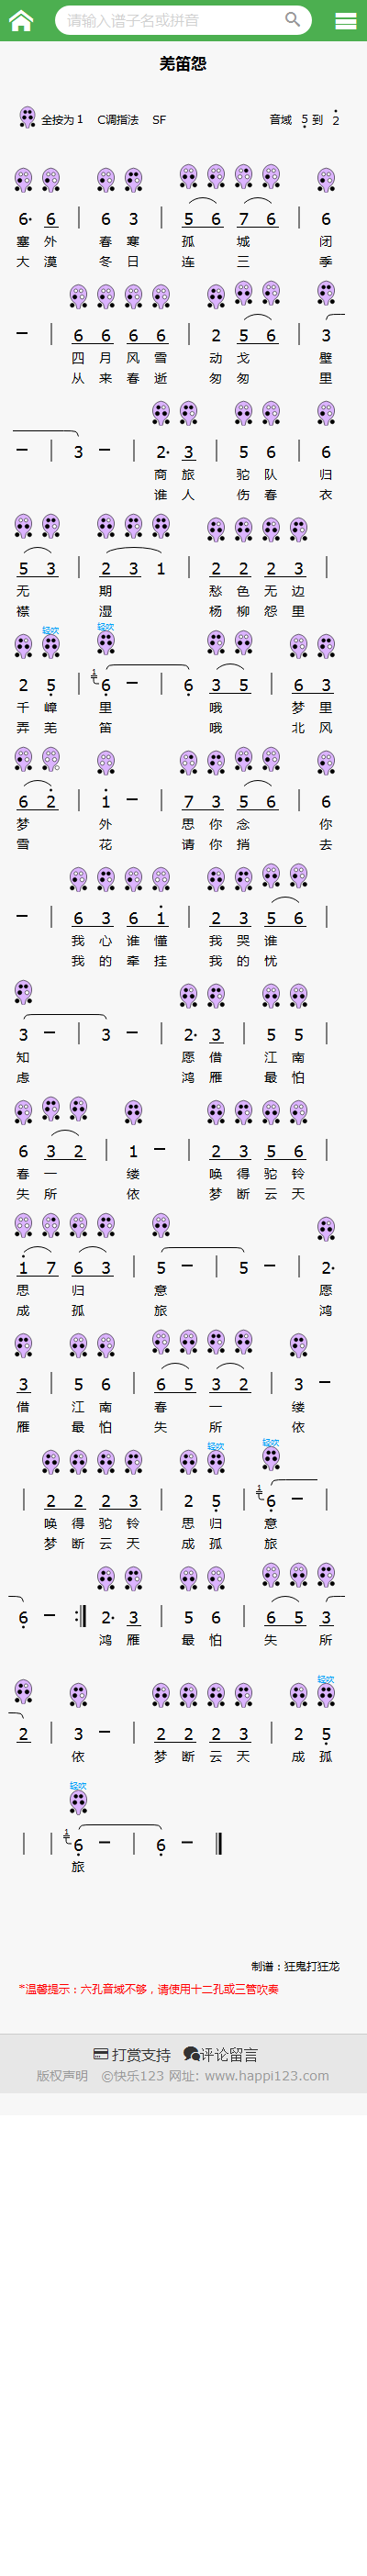 请输入谱子名或拼音
羌笛怨
全按为 1 C调指法 SF 音域 5 到 2
6· 6 | 6 3 | 5 6 7 6 | 6
塞 外 春 寒 孤 城 闭
大 漠 冬 日 连 三 季
- | 6 6 6 6 | 2 5 6 | 3
四 月 风 雪 动 戈 壁
从 来 春 逝 匆 匆 里
- | 3 - | 2· 3 | 5 6 | 6
商 旅 驼 队 归
谁 人 伤 春 衣
5 3 | 2 3 1 | 2 2 2 3 |
无 期 愁 色 无 边
襟 湿 杨 柳 怨 里
轻吹 轻吹
2 5 | 1 6 - | 6 3 5 | 6 3
千 嶂 里 哦 梦 里
弄 羌 笛 哦 北 风
6 2 | 1 - | 7 3 5 6 | 6
梦 外 思 你 念 你
雪 花 请 你 捎 去
- | 6 3 6 1 | 2 3 5 6 |
我 心 谁 懂 我 哭 谁
我 的 牵 挂 我 的 忧
3 - | 3 - | 2· 3 | 5 5 |
知 愿 借 江 南
虑 鸿 雁 最 怕
6 3 2 | 1 - | 2 3 5 6 |
春 一 缕 唤 得 驼 铃
失 所 依 梦 断 云 天
1 7 6 3 | 5 - | 5 - | 2·
思 归 意 愿
成 孤 旅 鸿
3 | 5 6 | 6 5 3 2 | 3 -
借 江 南 春 一 缕
雁 最 怕 失 所 依
轻吹 轻吹
| 2 2 2 3 | 2 5 | 1 6 - |
唤 得 驼 铃 思 归 意
梦 断 云 天 成 孤 旅
6 - :| 2· 3 | 5 6 | 6 5 3
鸿 雁 最 怕 失 所
轻吹
2 | 3 - | 2 2 2 3 | 2 5
依 梦 断 云 天 成 孤
轻吹
| | 1 6 - | 6 - |
旅
制谱：狂鬼打狂龙
*温馨提示：六孔音域不够，请使用十二孔或三管吹奏
打赏支持 评论留言
版权声明 ©快乐123 网址: www.happi123.com